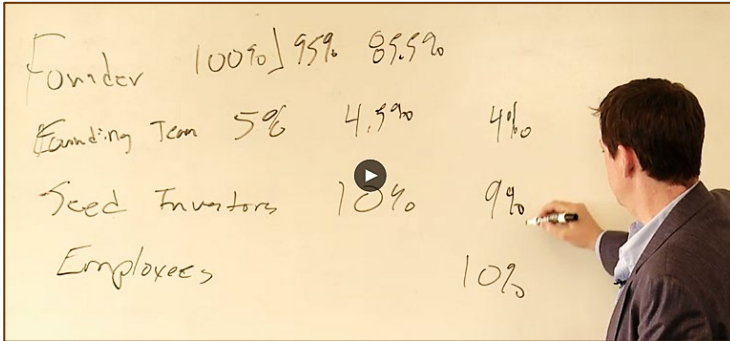 Founder 100% 95% 85.5%
Founding Team 5% 4.5% 4%
Seed Investors 10% 9%
Employees 10%